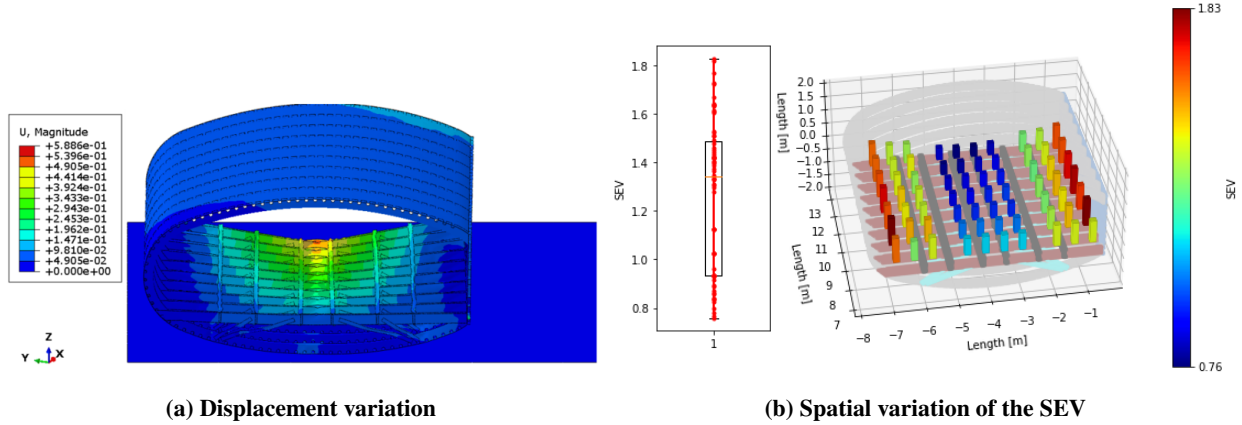 U, Magnitude
+5.886e-01
+5.396e-01
+4.905e-01
+4.414e-01
+3.924e-01
+3.433e-01
+2.943e-01
+2.453e-01
+1.962e-01
+1.471e-01
+9.810e-02
+4.905e-02
+0.000e+00
Z
Y
X
(a) Displacement variation
SEV
1.8
1.6
1.4
1.2
1.0
0.8
1
Length [m]
2.0
1.5
1.0
0.5
0.0
−0.5
−1.0
−1.5
−2.0
13
12
11
10
9
8
7
Length [m]
−8
−7
−6
−5
−4
−3
−2
−1
Length [m]
1.83
SEV
0.76
(b) Spatial variation of the SEV